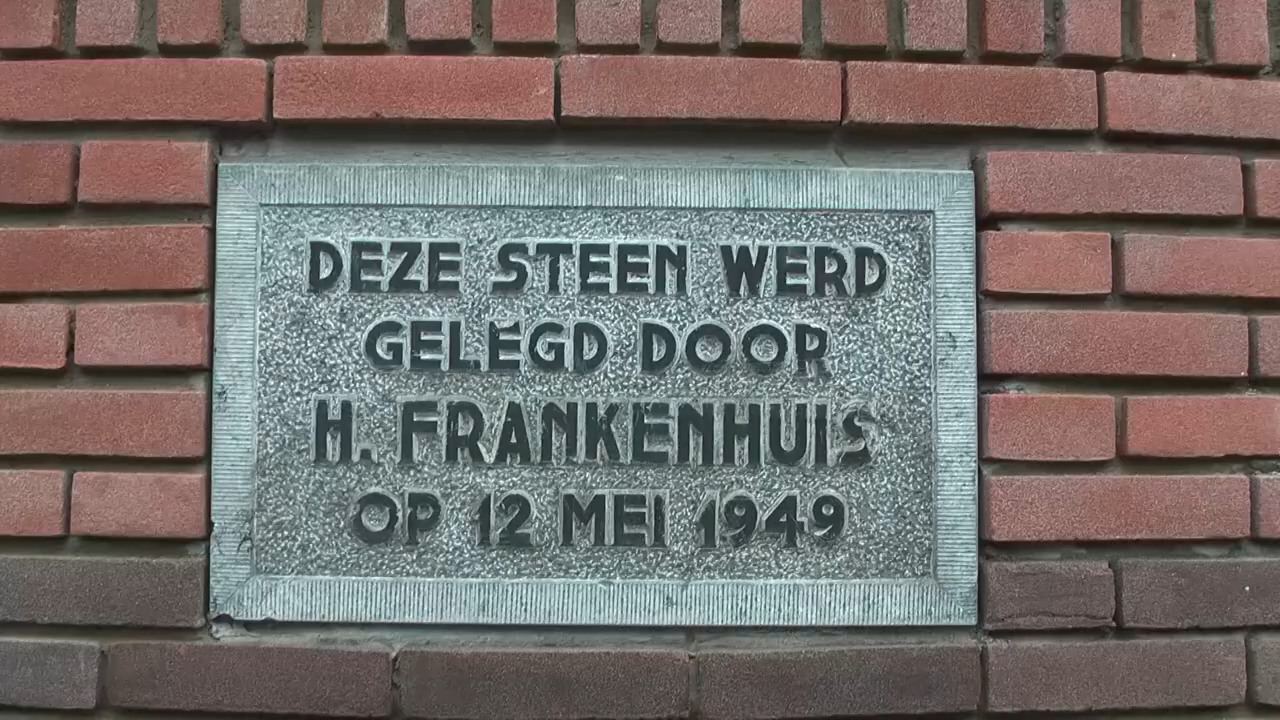 DEZE STEEN WERD
GELEGD DOOR
H. FRANKENHUIS
OP 12 MEI 1949